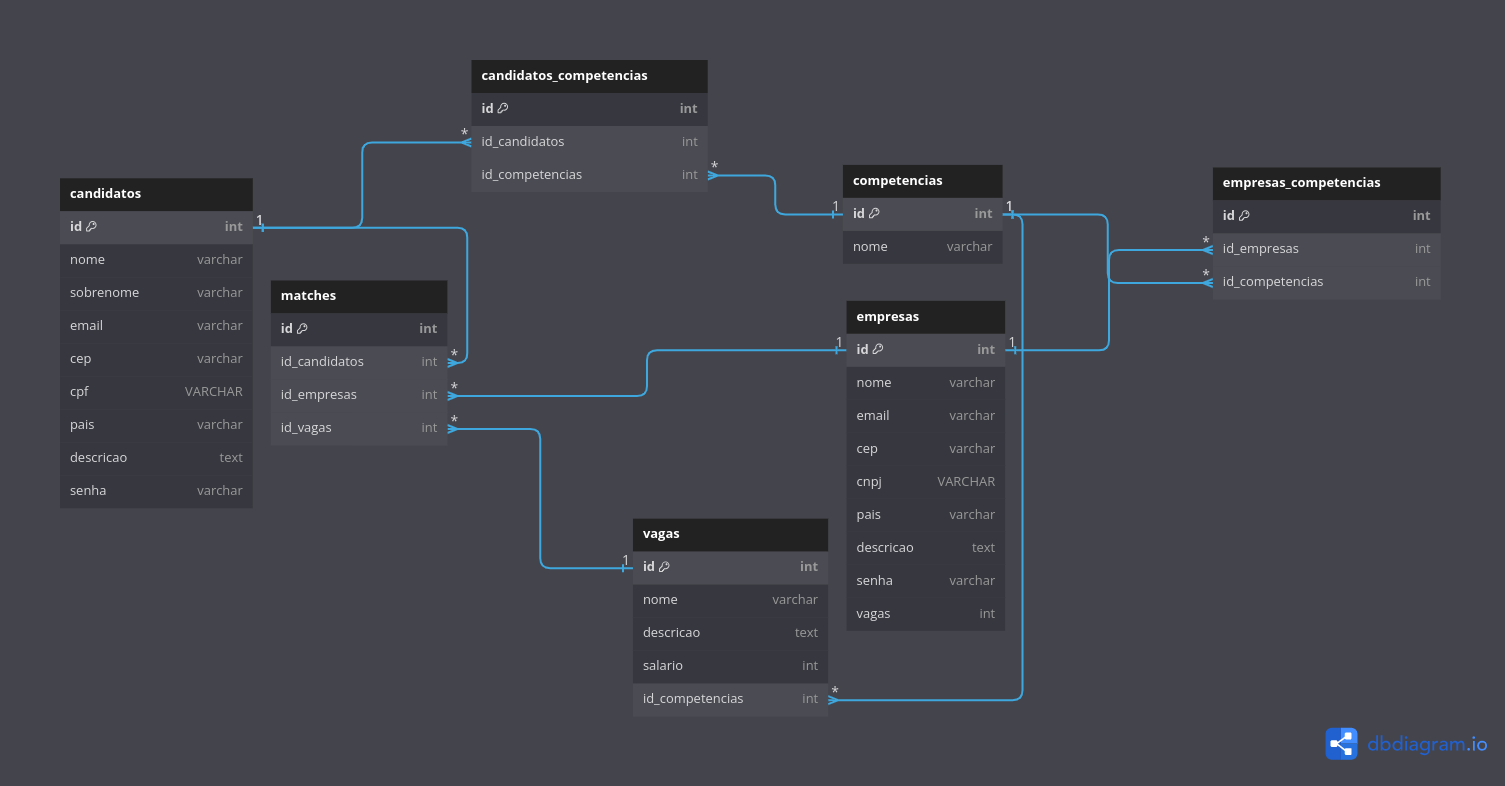 candidatos_competencias
id int
* id_candidatos int
id_competencias int *
candidatos
id int 1
nome varchar
sobrenome varchar
email varchar
cep varchar
cpf VARCHAR
pais varchar
descricao text
senha varchar
matches
id int
id_candidatos int *
id_empresas int *
id_vagas int *
competencias
1 id int 1
nome varchar
empresas_competencias
id int
* id_empresas int
* id_competencias int
empresas
1 id int 1
nome varchar
email varchar
cep varchar
cnpj VARCHAR
pais varchar
descricao text
senha varchar
vagas int
vagas
1 id int
nome varchar
descricao text
salario int
id_competencias int *
dbdiagram.io